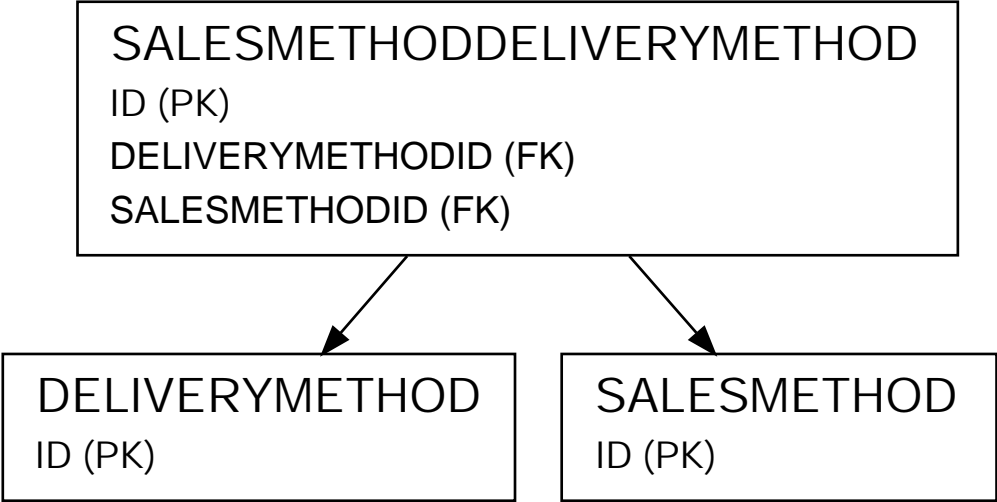 SALESMETHODDELIVERYMETHOD
ID (PK)
DELIVERYMETHODID (FK)
SALESMETHODID (FK)
DELIVERYMETHOD
ID (PK)
SALESMETHOD
ID (PK)